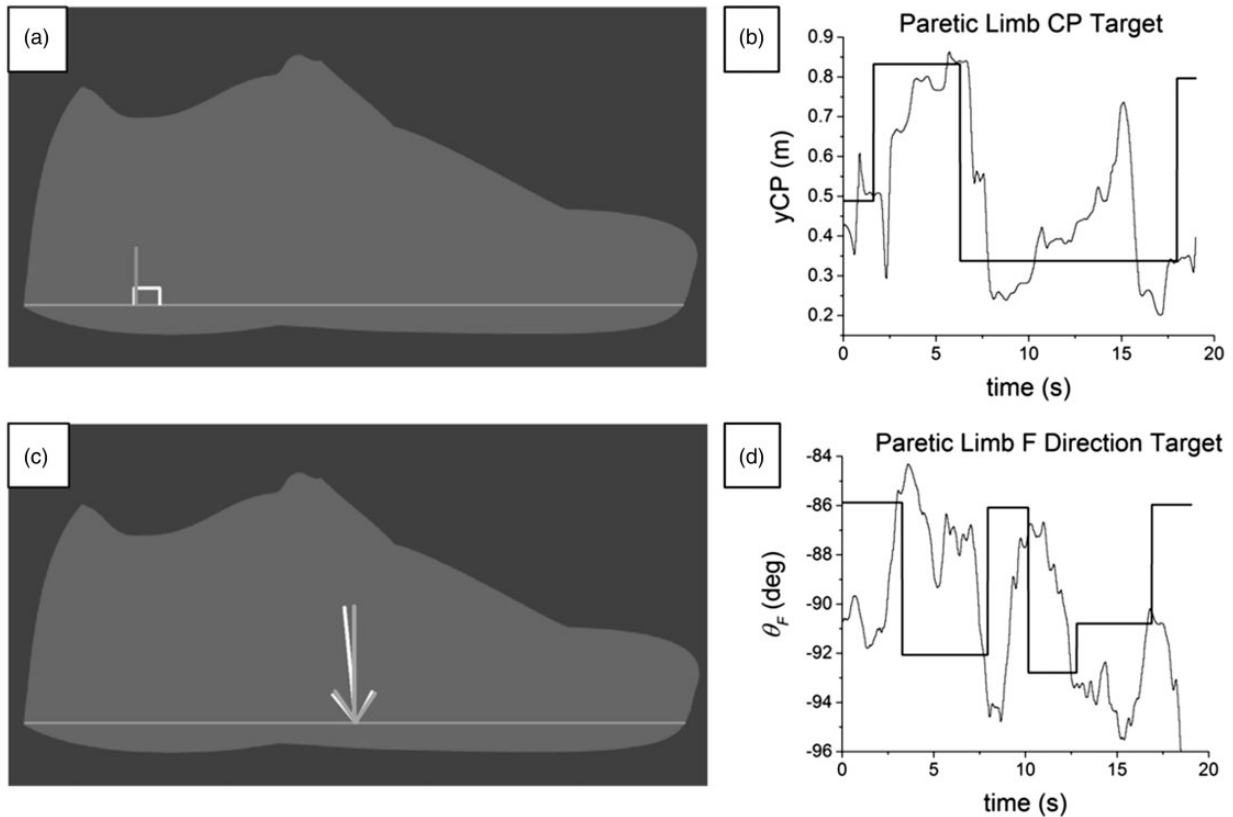 (a)
(b)
Paretic Limb CP Target
0.9
0.8
0.7
0.6
0.5
0.4
0.3
0.2
yCP (m)
0
5
10
15
20
time (s)
(c)
(d)
Paretic Limb F Direction Target
-84
-86
-88
-90
-92
-94
-96
θF (deg)
0
5
10
15
20
time (s)